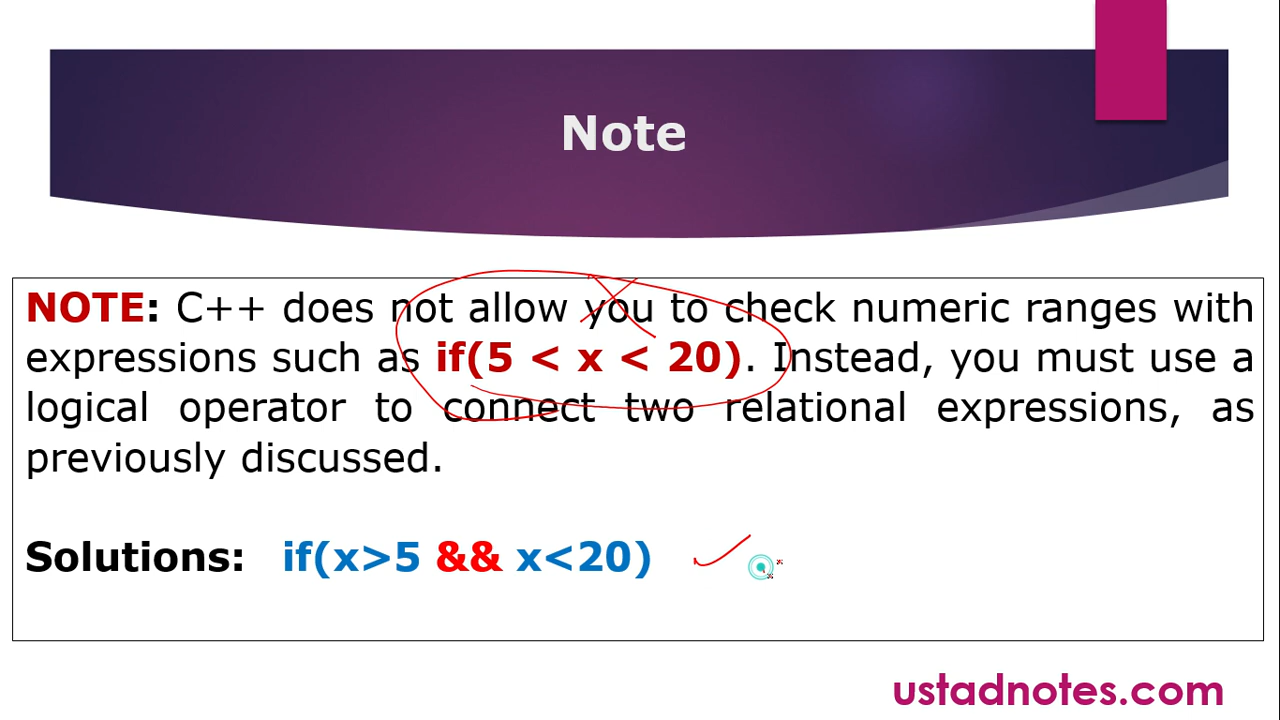 Note
NOTE: C++ does not allow you to check numeric ranges with
expressions such as if(5 < x < 20). Instead, you must use a
logical operator to connect two relational expressions, as
previously discussed.
Solutions: if(x>5 && x<20)
ustadnotes.com